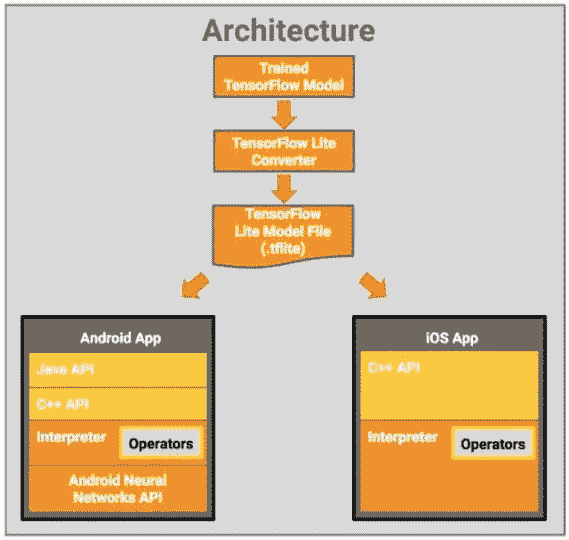 Architecture
Trained
TensorFlow Model
TensorFlow Lite
Converter
TensorFlow
Lite Model File
(.tflite)
Android App
Java API
C++ API
Interpreter
Operators
Android Neural
Networks API
iOS App
C++ API
Interpreter
Operators